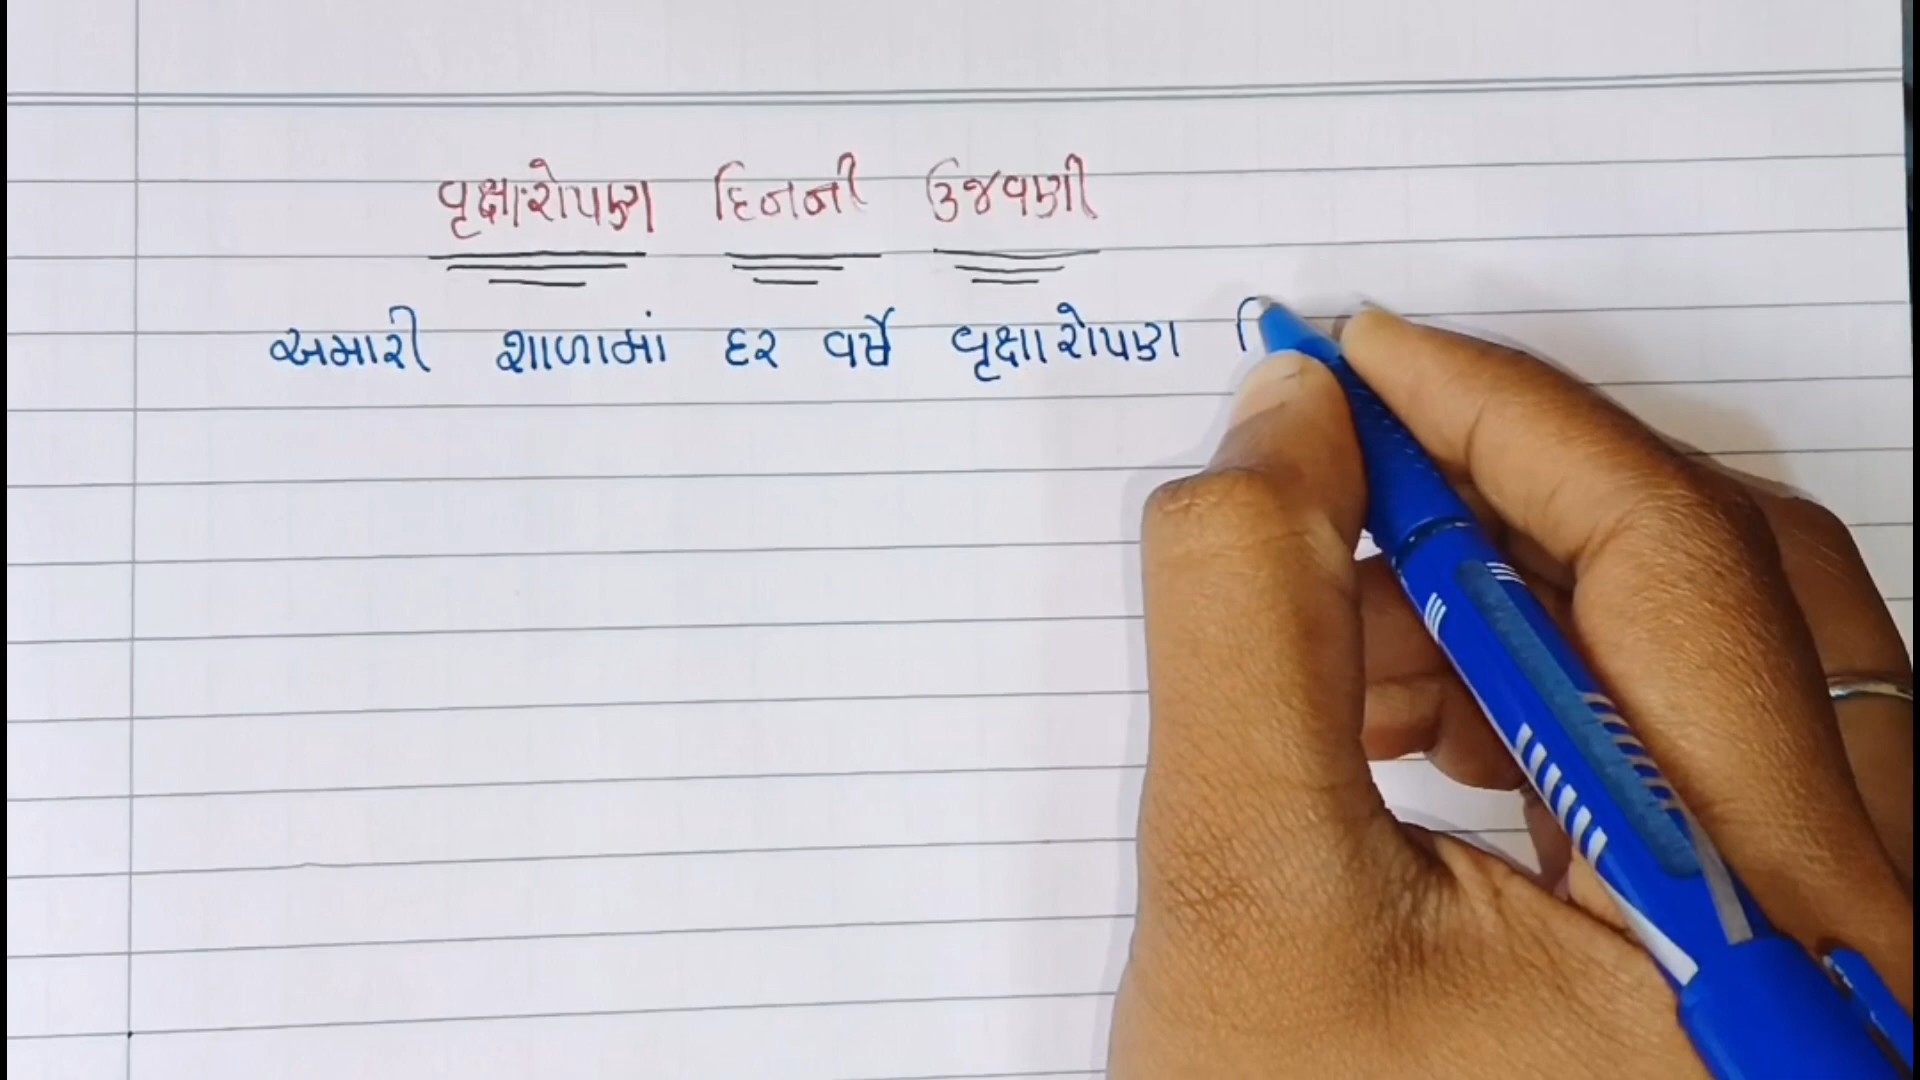 વૃક્ષારોપણ દિનની ઉજવણી
અમારી શાળામાં દર વર્ષે વૃક્ષારોપણ